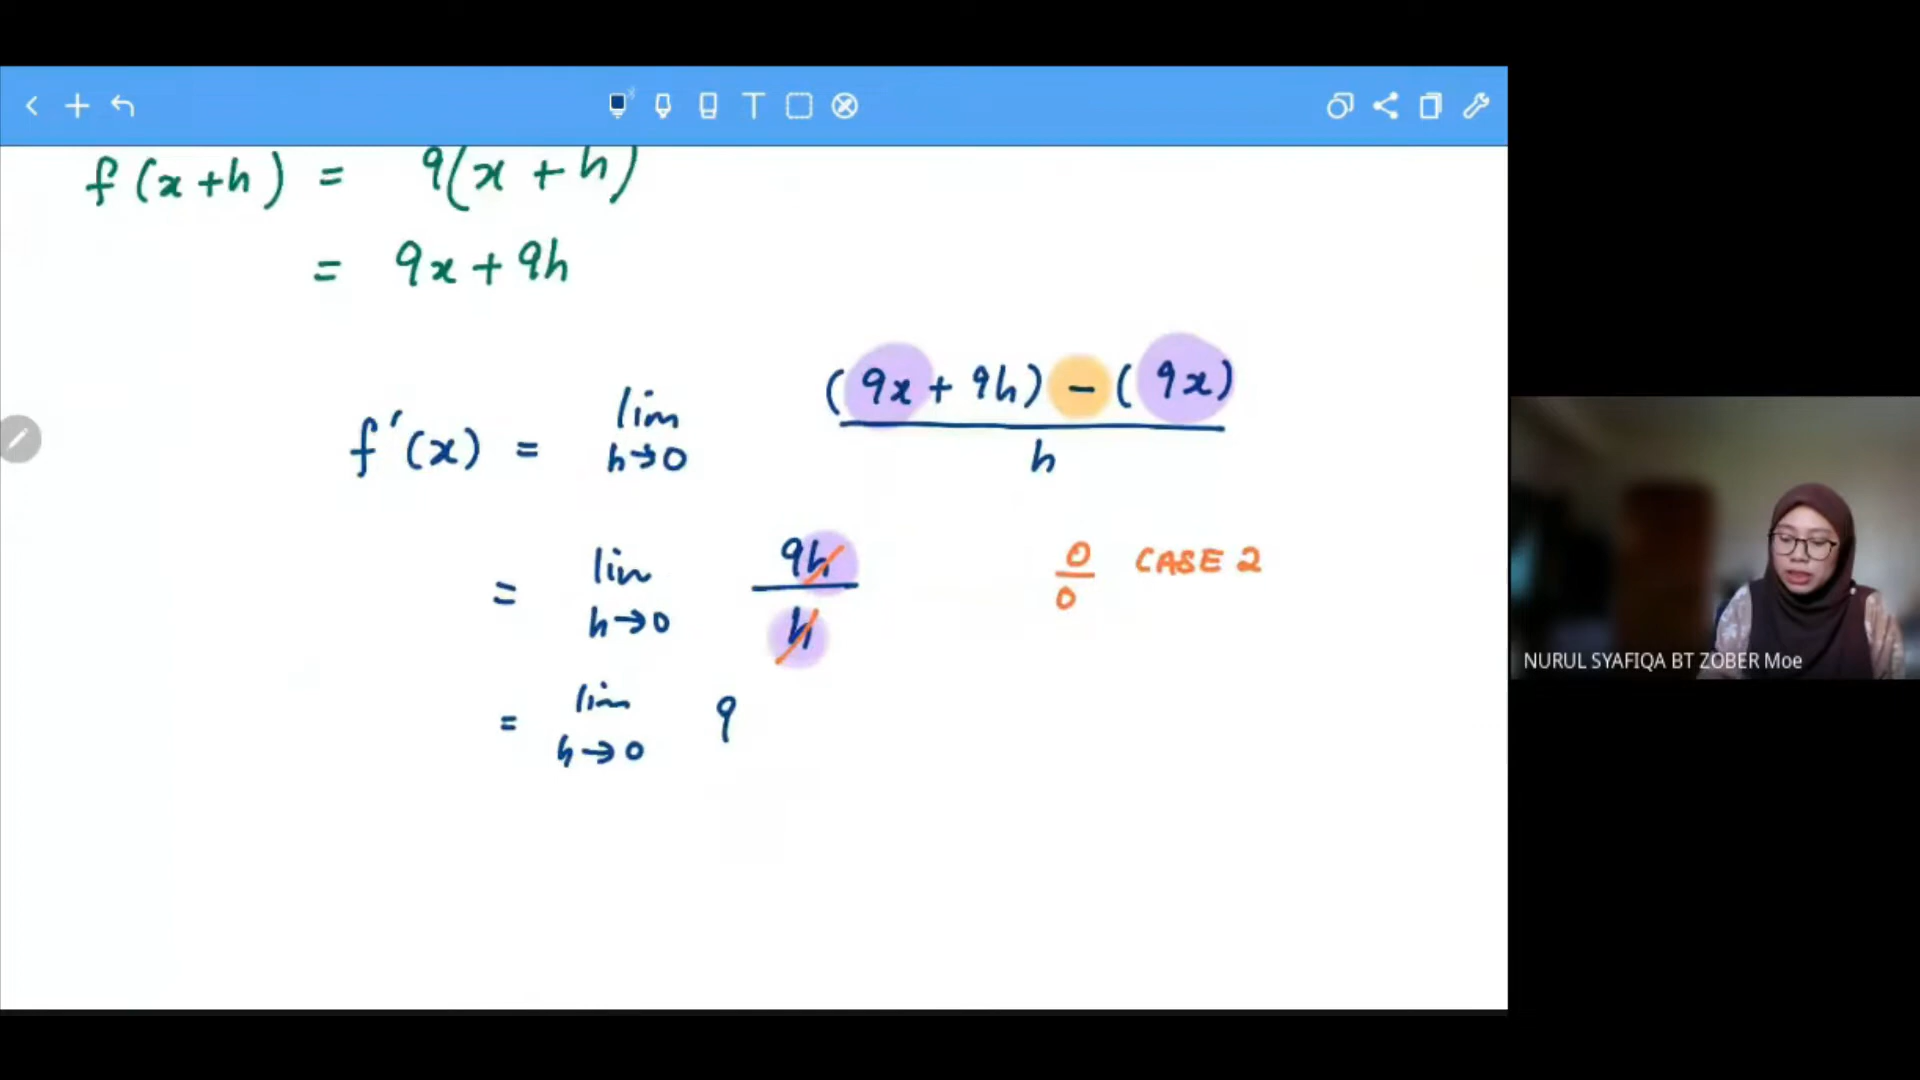 f(x+h) = 9(x+h)
= 9x+9h
f'(x) = lim h→0 (9x+9h) − (9x) / h
= lim h→0 9h / h
0/0 CASE 2
= lim h→0 9
NURUL SYAFIQA BT ZOBER Moe
T